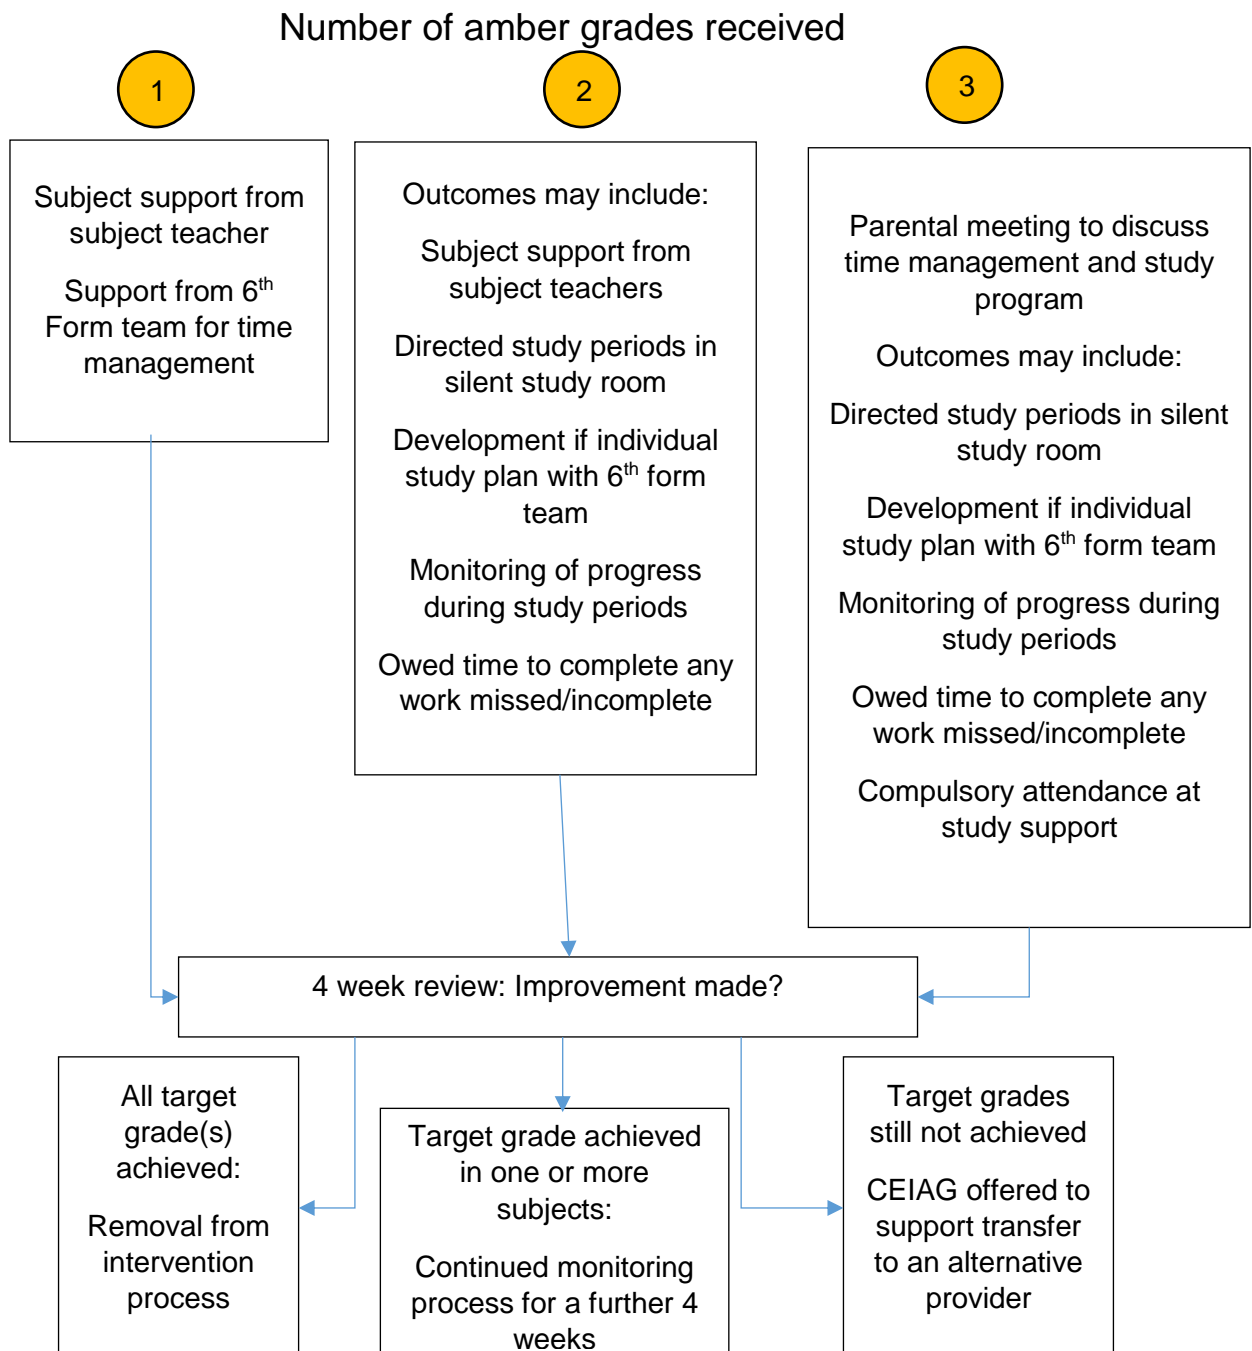 Number of amber grades received
1
2
3
Subject support from
subject teacher
Support from 6th
Form team for time
management
Outcomes may include:
Subject support from
subject teachers
Directed study periods in
silent study room
Development if individual
study plan with 6th form
team
Monitoring of progress
during study periods
Owed time to complete any
work missed/incomplete
Parental meeting to discuss
time management and study
program
Outcomes may include:
Directed study periods in silent
study room
Development if individual
study plan with 6th form team
Monitoring of progress during
study periods
Owed time to complete any
work missed/incomplete
Compulsory attendance at
study support
4 week review: Improvement made?
All target
grade(s)
achieved:
Removal from
intervention
process
Target grade achieved
in one or more
subjects:
Continued monitoring
process for a further 4
weeks
Target grades
still not achieved
CEIAG offered to
support transfer
to an alternative
provider